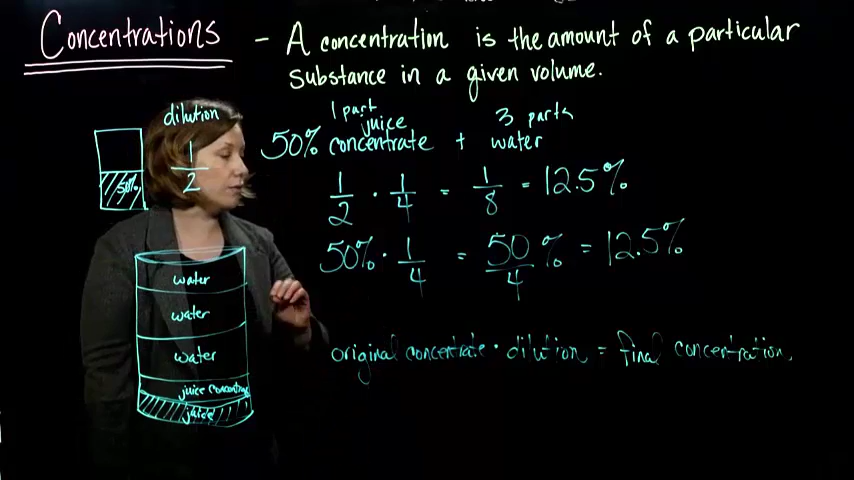 Concentrations - A concentration is the amount of a particular
substance in a given volume.
dilution
1/2
50%
1 part 3 parts
juice
50% concentrate + water
1/2 · 1/4 = 1/8 = 12.5%
50% · 1/4 = 50/4 % = 12.5%
original concentrate · dilution = final concentration.
water
water
water
juice concentrate
juice